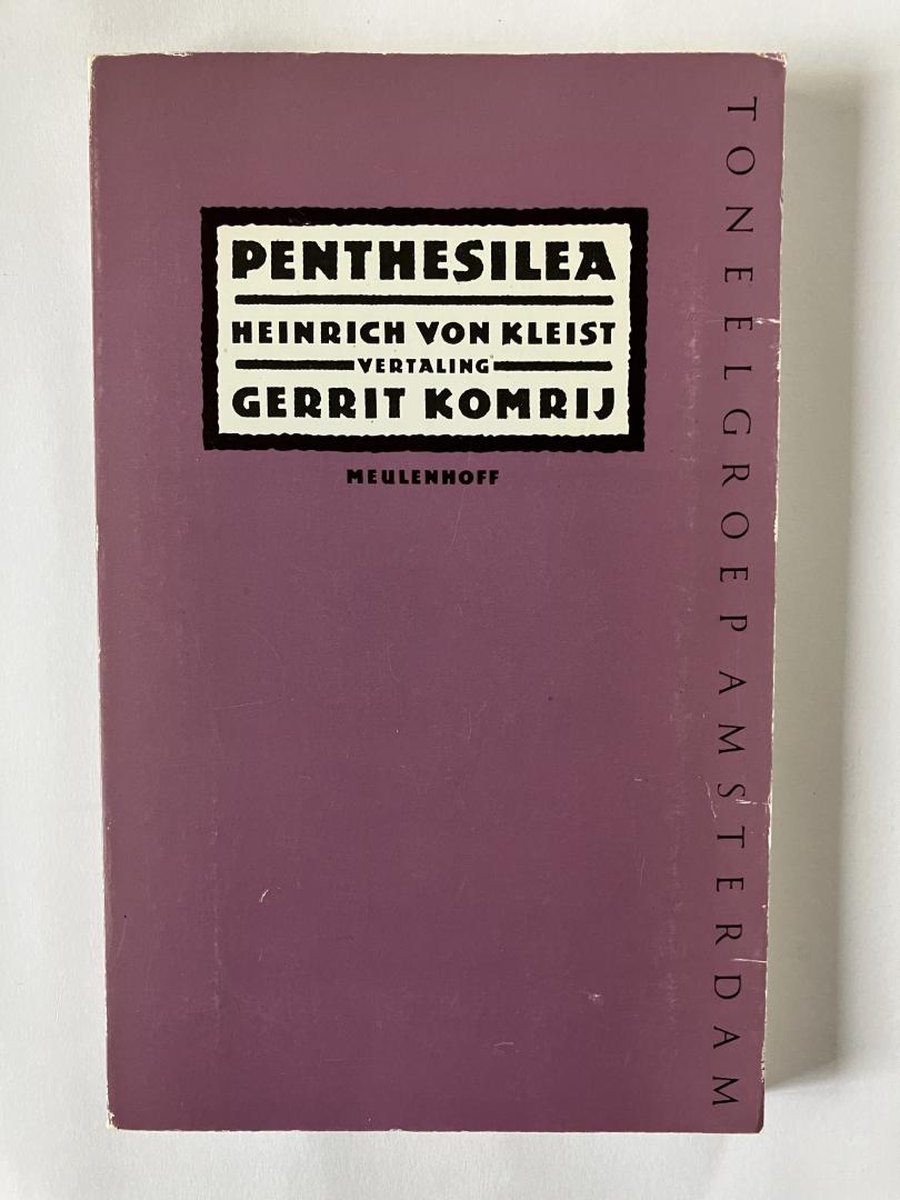 PENTHESILEA
HEINRICH VON KLEIST
VERTALING
GERRIT KOMRIJ
MEULENHOFF
TONEELGROEP AMSTERDAM